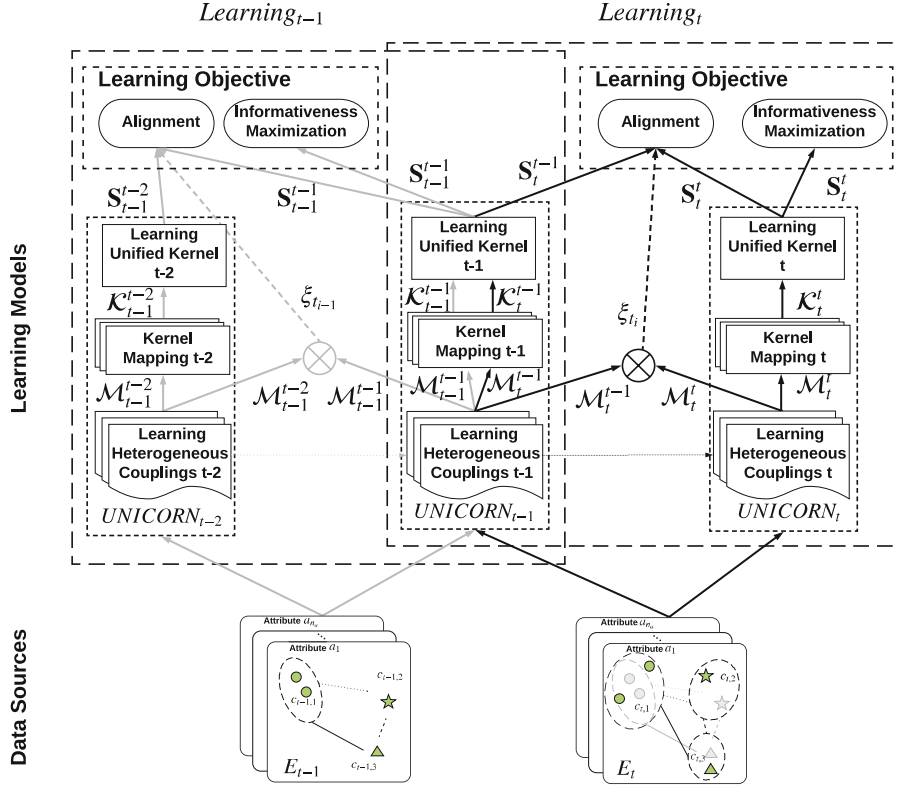 Learning_{t-1}
Learning_t
Learning Objective
Alignment
Informativeness
Maximization
Learning Objective
Alignment
Informativeness
Maximization
S_{t-1}^{t-2}
S_{t-1}^{t-1}
S_{t-1}^{t-1}
S_t^{t-1}
S_t^t
S_t^t
Learning Models
Learning
Unified Kernel
t-2
Learning
Unified Kernel
t-1
Learning
Unified Kernel
t
K_{t-1}^{t-2}
ξ_{t_{i-1}}
K_{t-1}^{t-1}
K_t^{t-1}
ξ_{t_i}
K_t^t
Kernel
Mapping t-2
Kernel
Mapping t-1
Kernel
Mapping t
M_{t-1}^{t-2}
M_{t-1}^{t-2}
M_{t-1}^{t-1}
M_{t-1}^{t-1}
M_t^{t-1}
M_t^{t-1}
M_t^t
M_t^t
Learning
Heterogeneous
Couplings t-2
Learning
Heterogeneous
Couplings t-1
Learning
Heterogeneous
Couplings t
UNICORN_{t-2}
UNICORN_{t-1}
UNICORN_t
Data Sources
Attribute a_{n_a}
Attribute a_1
c_{t-1,1}
c_{t-1,2}
c_{t-1,3}
E_{t-1}
Attribute a_{n_a}
Attribute a_1
c_{t,1}
c_{t,2}
c_{t,3}
E_t